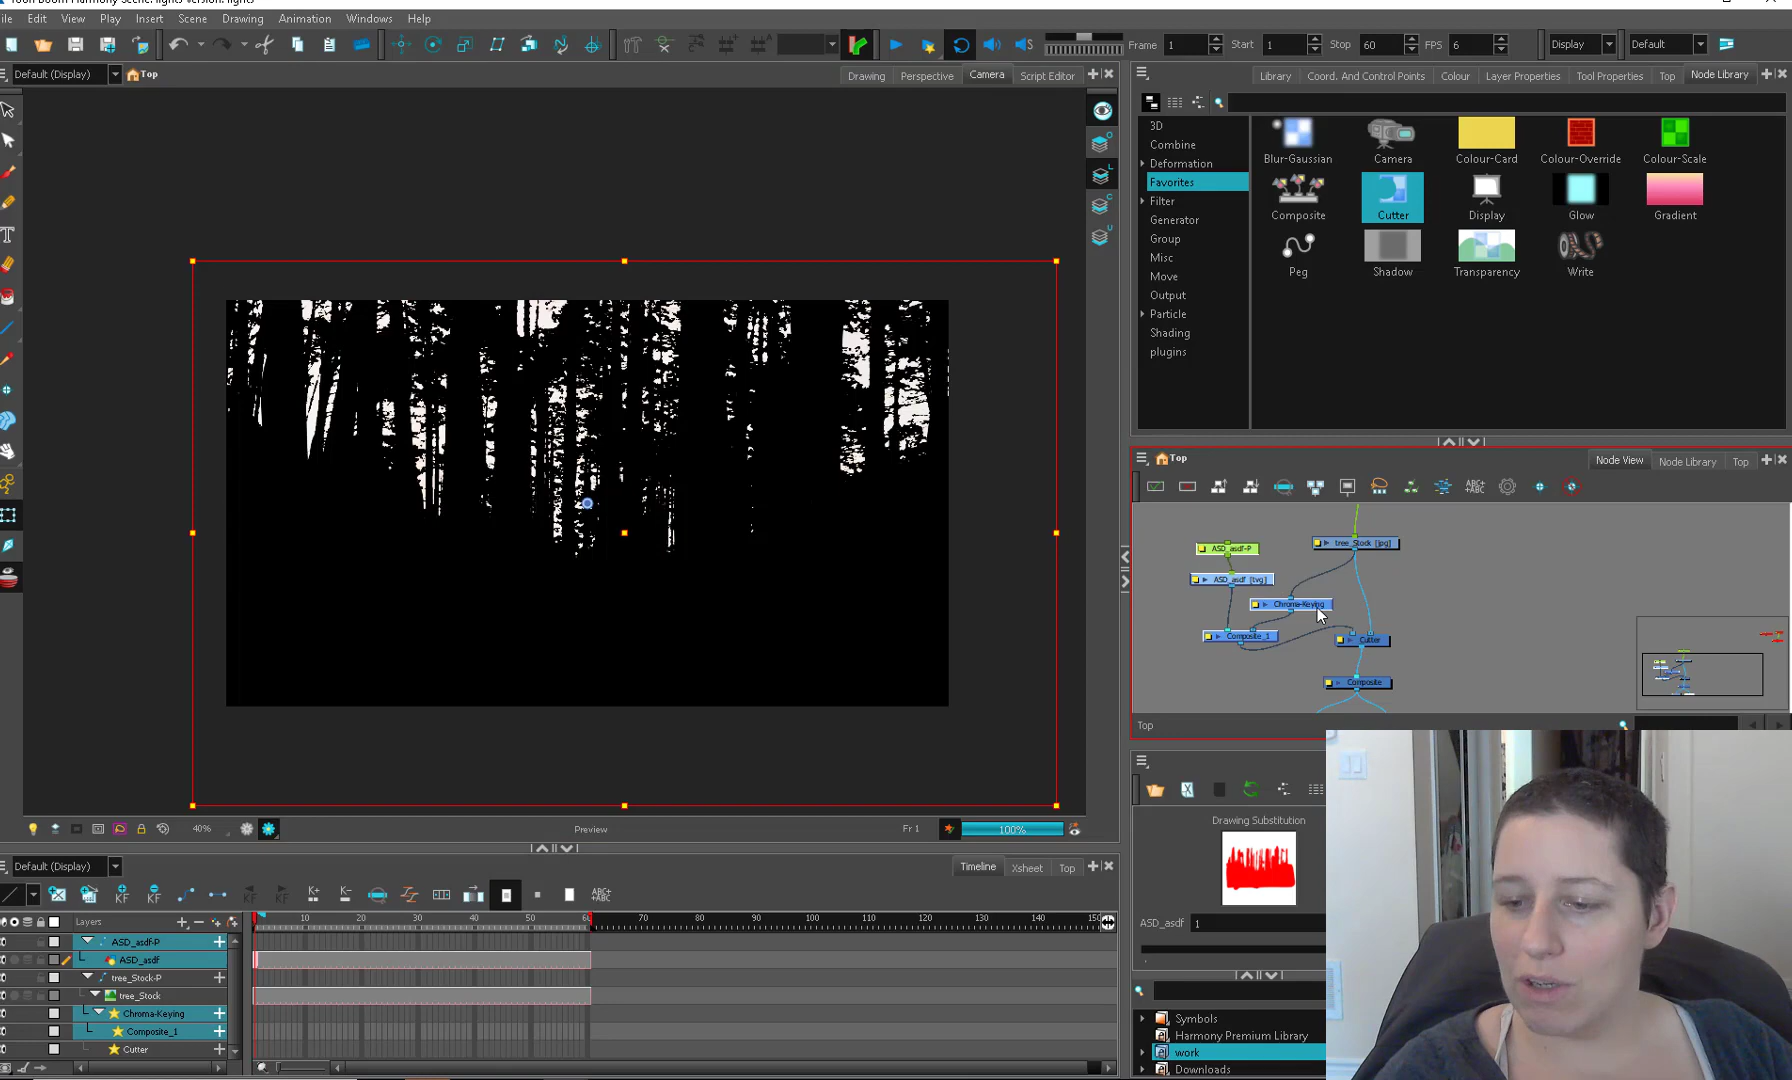 Toon Boom Harmony Scene: lights version: lights
ile Edit View Play Insert Scene Drawing Animation Windows Help
Frame 1 Start 1 Stop 60 FPS 6 Display Default
Default (Display) Top Drawing Perspective Camera Script Editor
Library Coord. And Control Points Colour Layer Properties Tool Properties Top Node Library
3D
Combine
Deformation
Favorites
Filter
Generator
Group
Misc
Move
Output
Particle
Shading
plugins
Blur-Gaussian Camera Colour-Card Colour-Override Colour-Scale
Composite Cutter Display Glow Gradient
Peg Shadow Transparency Write
Top Node View Node Library Top
ASD_asdf-P tree_Stock [jpg]
ASD_asdf [tvg]
Chroma-Keying
Composite_1 Cutter
Composite
Top
40% Preview Fr 1 100%
Drawing Substitution
ASD_asdf 1
Symbols
Harmony Premium Library
work
Downloads
Default (Display) Timeline Xsheet Top
KF KF KF KF K+ K- ABC+ ABC
Layers 10 20 30 40 50 60 70 80 90 100 110 120 130 140 150
ASD_asdf-P
ASD_asdf
tree_Stock-P
tree_Stock
Chroma-Keying
Composite_1
Cutter